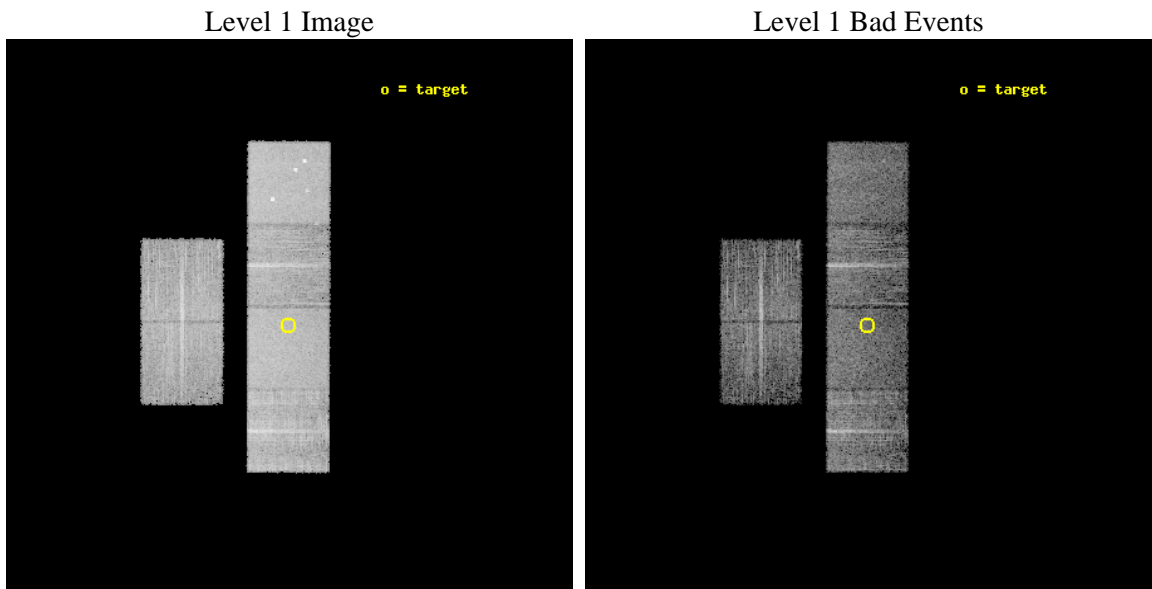 Level 1 Image
Level 1 Bad Events
o = target
o = target